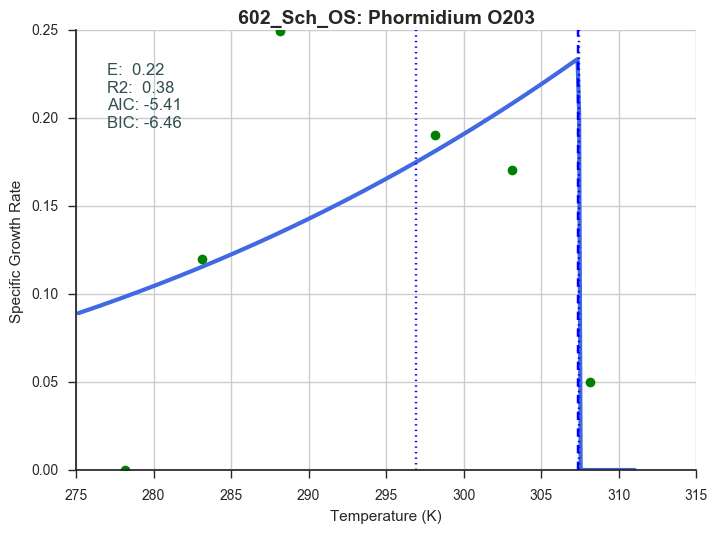 602_Sch_OS: Phormidium O203
E: 0.22
R2: 0.38
AIC: -5.41
BIC: -6.46
Specific Growth Rate
0.25
0.20
0.15
0.10
0.05
0.00
275 280 285 290 295 300 305 310 315
Temperature (K)